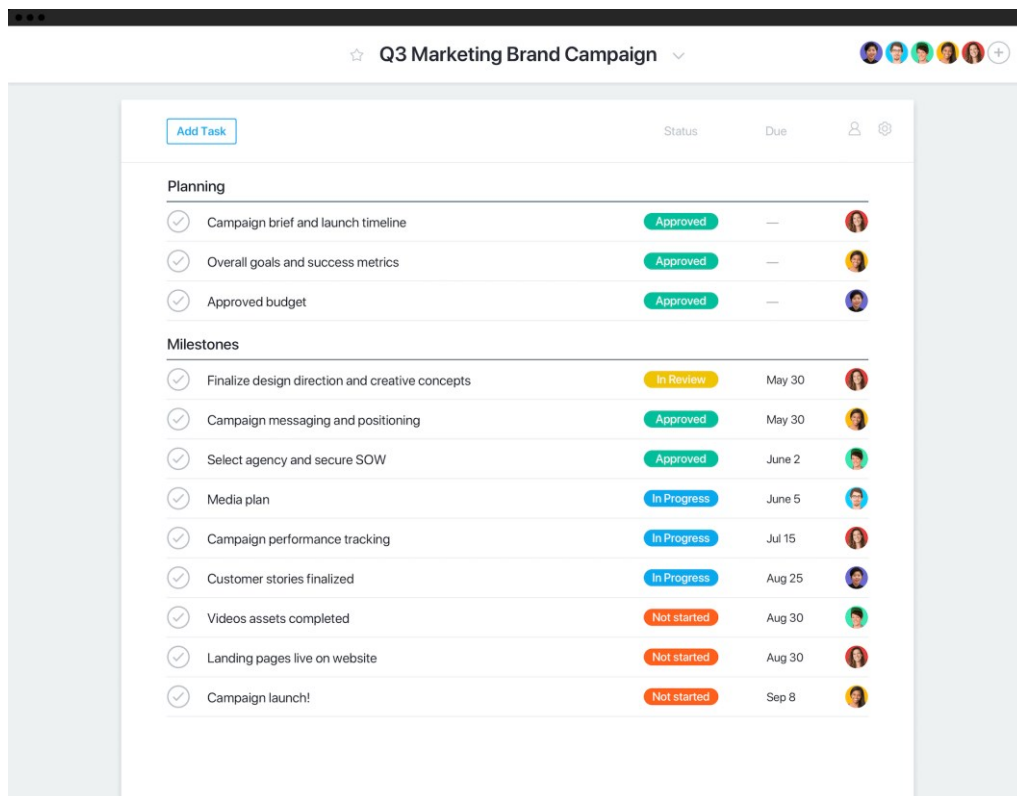 Q3 Marketing Brand Campaign
Add Task Status Due
Planning
Campaign brief and launch timeline Approved —
Overall goals and success metrics Approved —
Approved budget Approved —
Milestones
Finalize design direction and creative concepts In Review May 30
Campaign messaging and positioning Approved May 30
Select agency and secure SOW Approved June 2
Media plan In Progress June 5
Campaign performance tracking In Progress Jul 15
Customer stories finalized In Progress Aug 25
Videos assets completed Not started Aug 30
Landing pages live on website Not started Aug 30
Campaign launch! Not started Sep 8